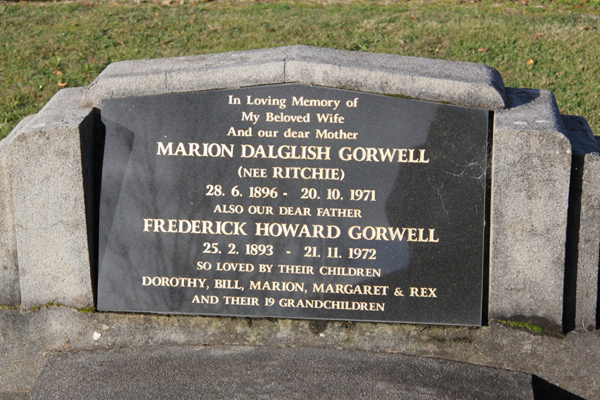 In Loving Memory of
My Beloved Wife
And our dear Mother
MARION DALGLISH GORWELL
(NEE RITCHIE)
28. 6. 1896 - 20. 10. 1971
ALSO OUR DEAR FATHER
FREDERICK HOWARD GORWELL
25. 2. 1893 - 21. 11. 1972
SO LOVED BY THEIR CHILDREN
DOROTHY, BILL, MARION, MARGARET & REX
AND THEIR 19 GRANDCHILDREN